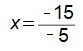 x = ⁻15 / ⁻5